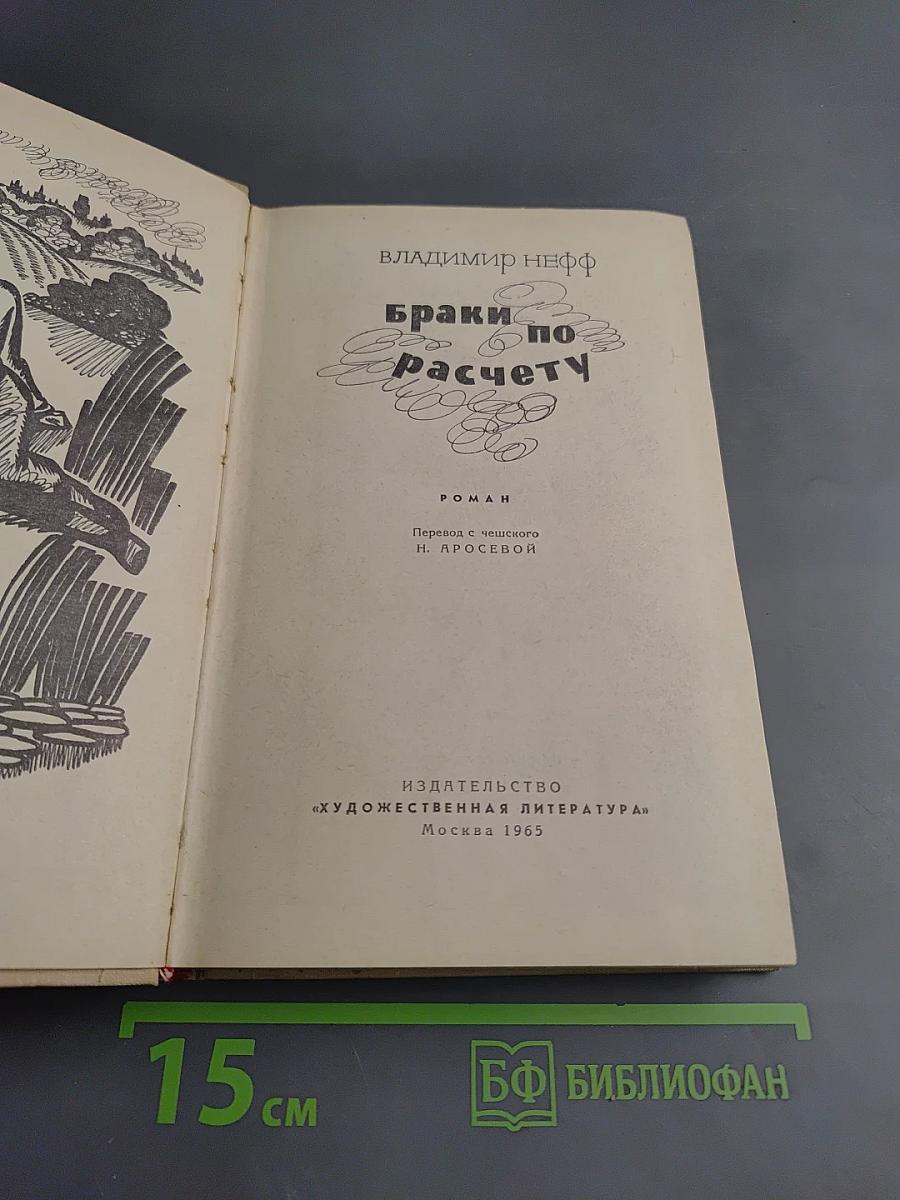 ВЛАДИМИР НЕФФ
Браки по
расчету
РОМАН
Перевод с чешского
Н. АРОСЕВОЙ
ИЗДАТЕЛЬСТВО
«ХУДОЖЕСТВЕННАЯ ЛИТЕРАТУРА»
Москва 1965
15 см
БФ БИБЛИОФАН